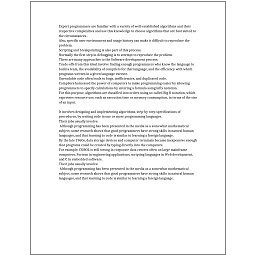 Expert programmers are familiar with a variety of well-established algorithms and their
respective complexities and use this knowledge to choose algorithms that are best suited to
the circumstances.
Also, specific user environment and usage history can make it difficult to reproduce the
problem.
Scripting and breakpointing is also part of this process.
Normally the first step in debugging is to attempt to reproduce the problem.
There are many approaches to the Software development process.
Trade-offs from this ideal involve finding enough programmers who know the language to
build a team, the availability of compilers for that language, and the efficiency with which
programs written in a given language execute.
Unreadable code often leads to bugs, inefficiencies, and duplicated code.
Compilers harnessed the power of computers to make programming easier by allowing
programmers to specify calculations by entering a formula using infix notation.
For this purpose, algorithms are classified into orders using so-called Big O notation, which
expresses resource use, such as execution time or memory consumption, in terms of the size
of an input.
It involves designing and implementing algorithms, step-by-step specifications of
procedures, by writing code in one or more programming languages.
Their jobs usually involve:
Although programming has been presented in the media as a somewhat mathematical
subject, some research shows that good programmers have strong skills in natural human
languages, and that learning to code is similar to learning a foreign language.
By the late 1960s, data storage devices and computer terminals became inexpensive enough
that programs could be created by typing directly into the computers.
For example, COBOL is still strong in corporate data centers often on large mainframe
computers, Fortran in engineering applications, scripting languages in Web development,
and C in embedded software.
Their jobs usually involve:
Although programming has been presented in the media as a somewhat mathematical
subject, some research shows that good programmers have strong skills in natural human
languages, and that learning to code is similar to learning a foreign language.